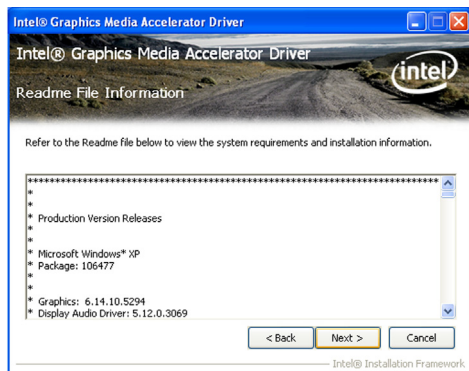 Intel® Graphics Media Accelerator Driver
Intel® Graphics Media Accelerator Driver
(intel)
Readme File Information
Refer to the Readme file below to view the system requirements and installation information.
********************************************************************************
*
*
* Production Version Releases
*
*
* Microsoft Windows* XP
* Package: 106477
*
*
* Graphics: 6.14.10.5294
* Display Audio Driver: 5.12.0.3069
< Back Next > Cancel
Intel® Installation Framework